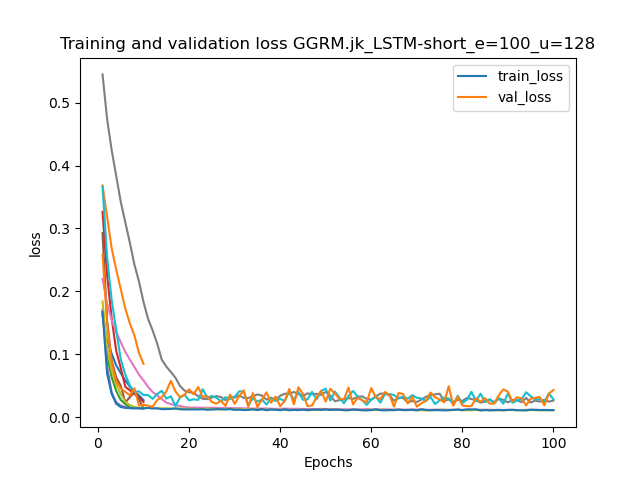 Training and validation loss GGRM.jk_LSTM-short_e=100_u=128
train_loss
val_loss
0.5
0.4
0.3
0.2
0.1
0.0
loss
0 20 40 60 80 100
Epochs